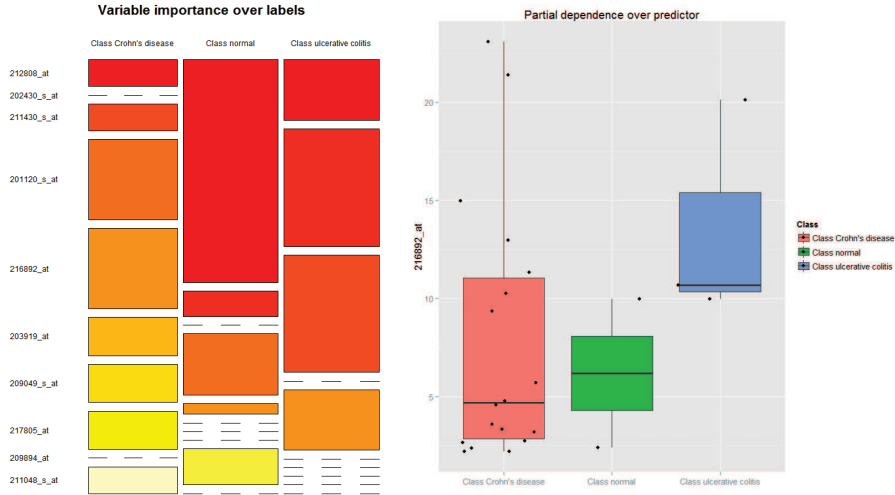 Variable importance over labels
Class Crohn's disease Class normal Class ulcerative colitis
212808_at
202430_s_at
211430_s_at
201120_s_at
216892_at
203919_at
209049_s_at
217805_at
209894_at
211048_s_at
Partial dependence over predictor
216892_at
20
15
10
5
Class Crohn's disease Class normal Class ulcerative colitis
Class
Class Crohn's disease
Class normal
Class ulcerative colitis